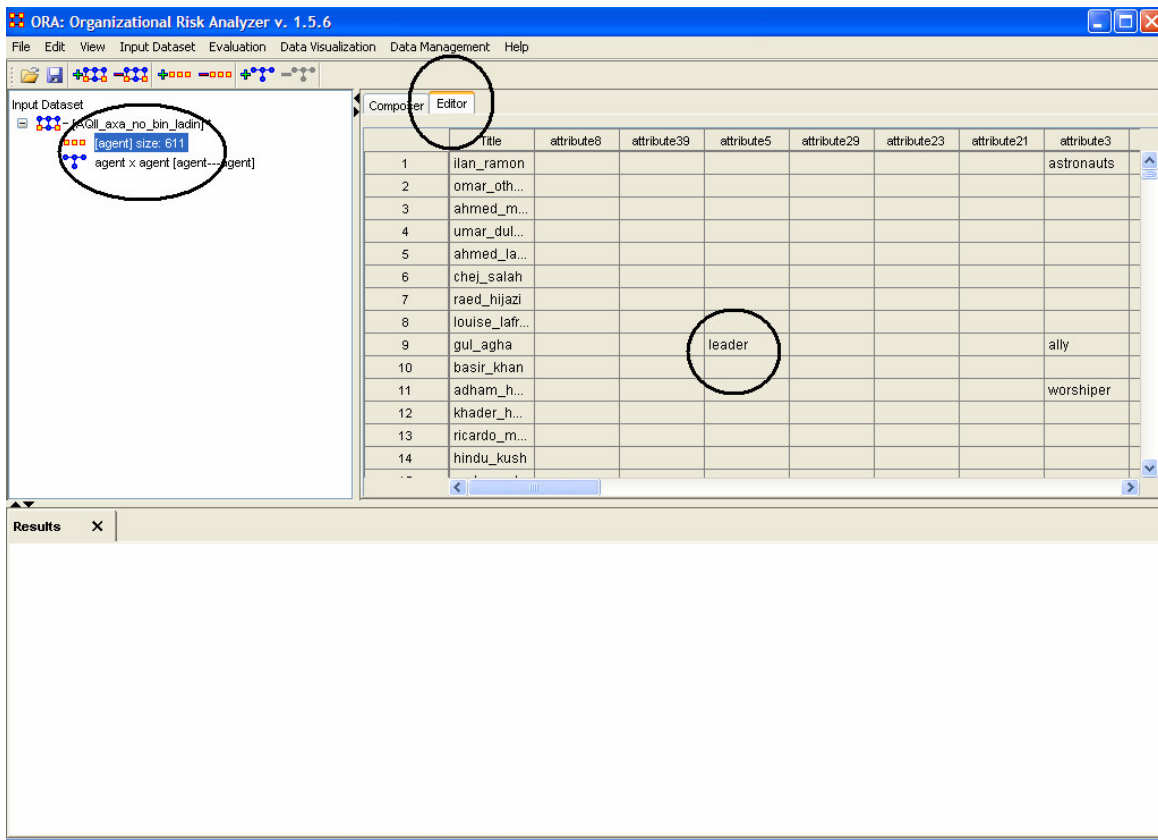 ORA: Organizational Risk Analyzer v. 1.5.6
File Edit View Input Dataset Evaluation Data Visualization Data Management Help
Input Dataset
[AQII_axa_no_bin_ladin] *
[agent] size: 611
agent x agent [agent---agent]
Composer Editor
Title attribute8 attribute39 attribute5 attribute29 attribute23 attribute21 attribute3
1 ilan_ramon astronauts
2 omar_oth...
3 ahmed_m...
4 umar_dul...
5 ahmed_la...
6 chej_salah
7 raed_hijazi
8 louise_lafr...
9 gul_agha leader ally
10 basir_khan
11 adham_h... worshiper
12 khader_h...
13 ricardo_m...
14 hindu_kush
Results X